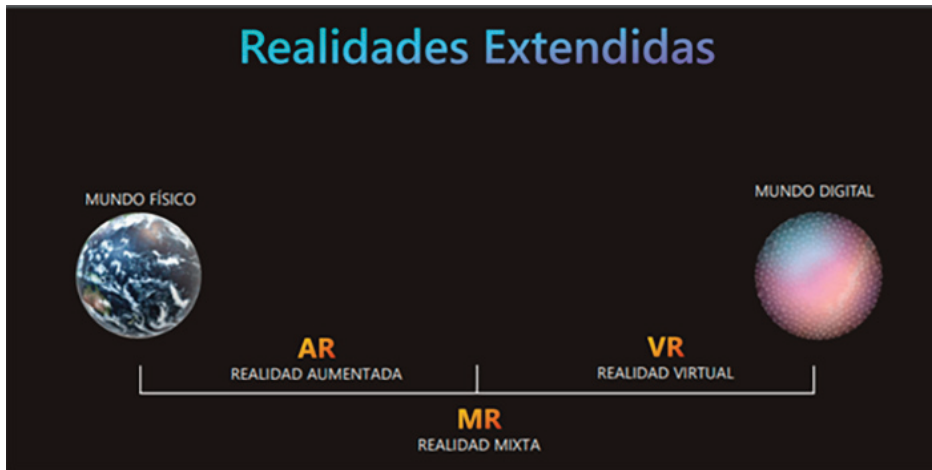 Realidades Extendidas
MUNDO FÍSICO
MUNDO DIGITAL
AR
REALIDAD AUMENTADA
VR
REALIDAD VIRTUAL
MR
REALIDAD MIXTA